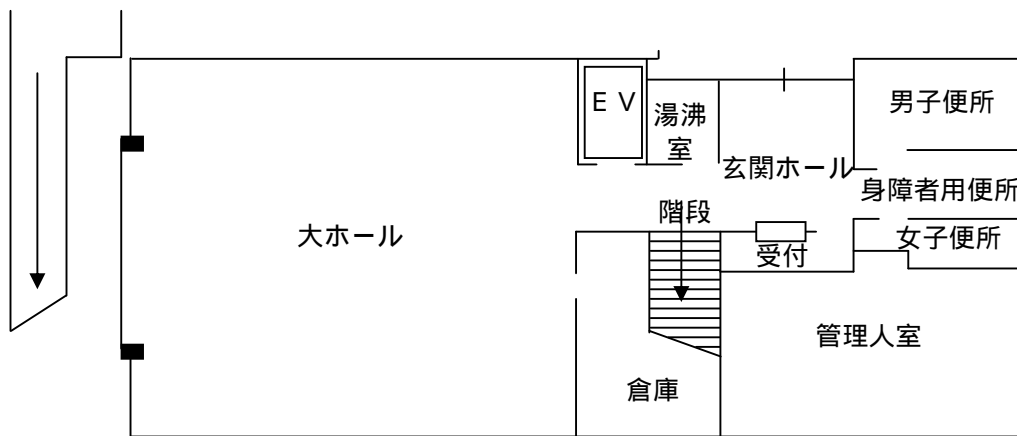 ＥＶ
湯沸
室
男子便所
玄関ホール
身障者用便所
階段
大ホール
女子便所
受付
管理人室
倉庫